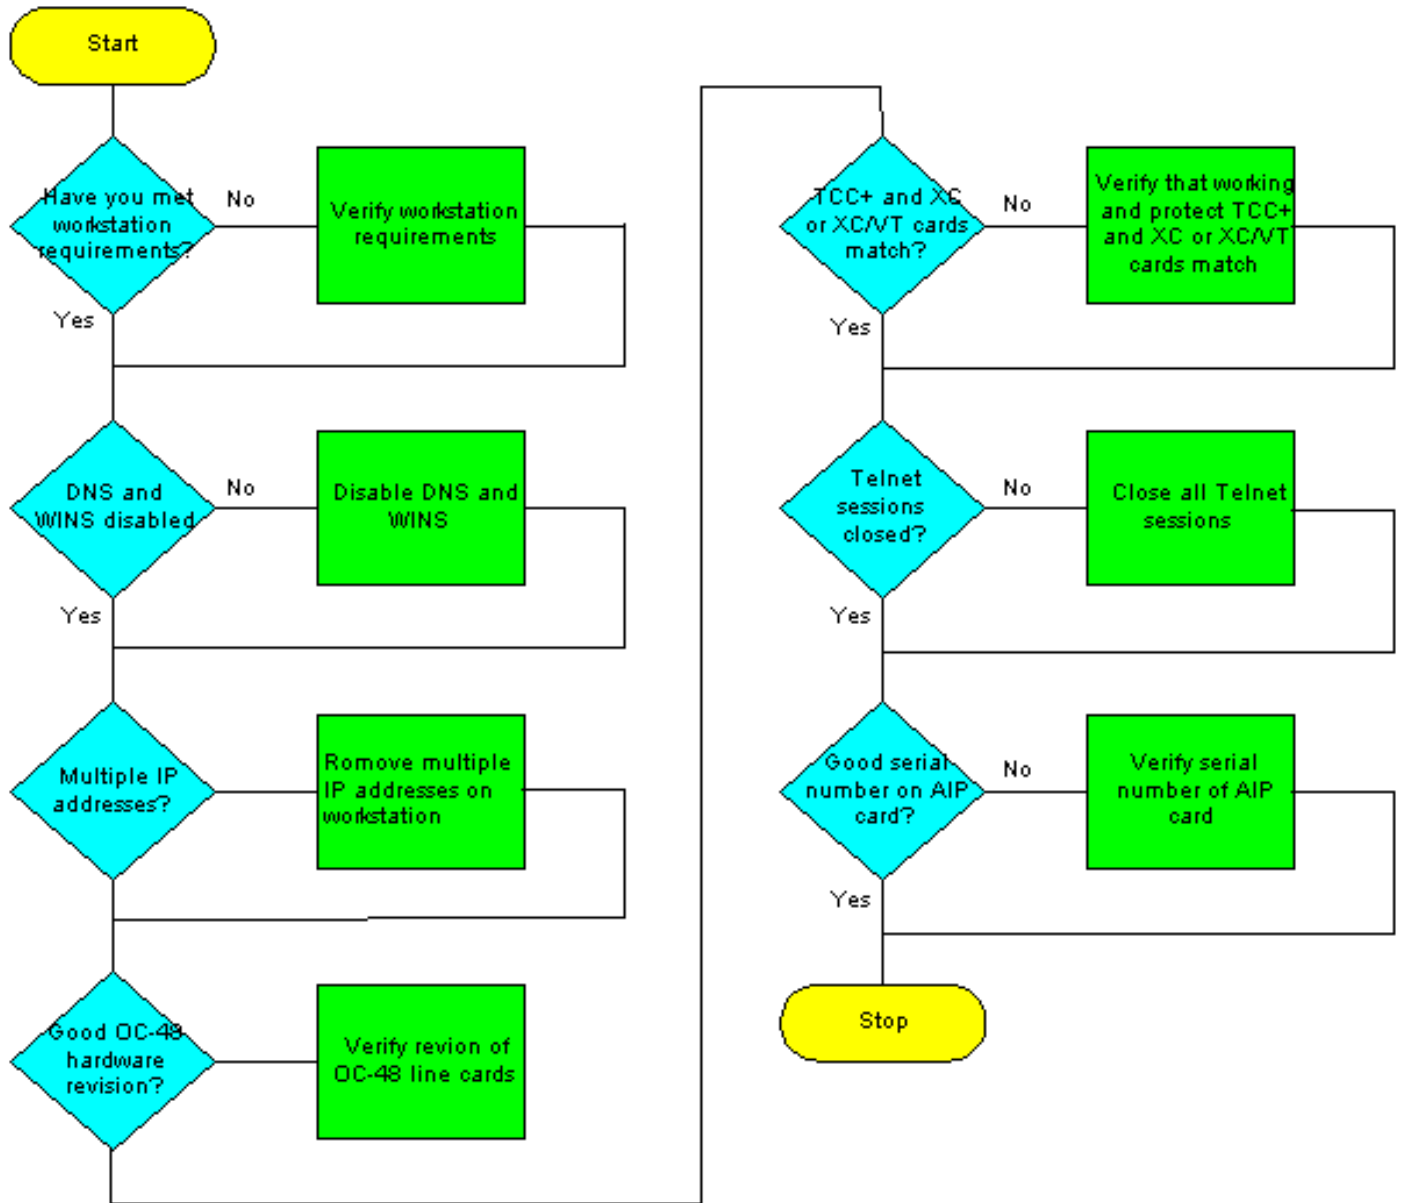 Start
Have you met
workstation
requirements?
No
Verify workstation
requirements
Yes
DNS and
WINS disabled
No
Disable DNS and
WINS
Yes
Multiple IP
addresses?
Romove multiple
IP addresses on
workstation
Good OC-48
hardware
revision?
Verify revion of
OC-48 line cards
TCC+ and XC
or XC/VT cards
match?
No
Verify that working
and protect TCC+
and XC or XC/VT
cards match
Yes
Telnet
sessions
closed?
No
Close all Telnet
sessions
Yes
Good serial
number on AIP
card?
No
Verify serial
number of AIP
card
Yes
Stop